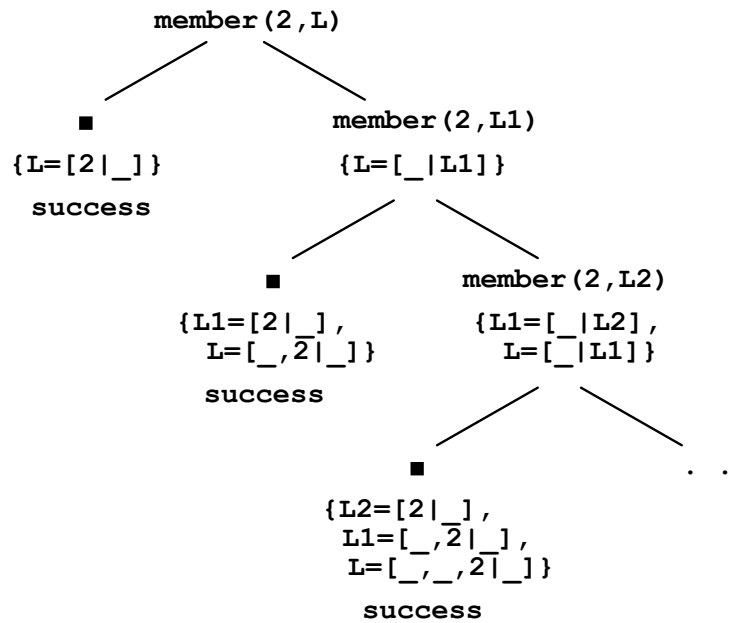 member(2,L)
■
member(2,L1)
{L=[2|_]}
{L=[_|L1]}
success
■
member(2,L2)
{L1=[2|_],
L=[_,2|_]}
{L1=[_|L2],
L=[_|L1]}
success
■
. .
{L2=[2|_],
L1=[_,2|_],
L=[_,_,2|_]}
success